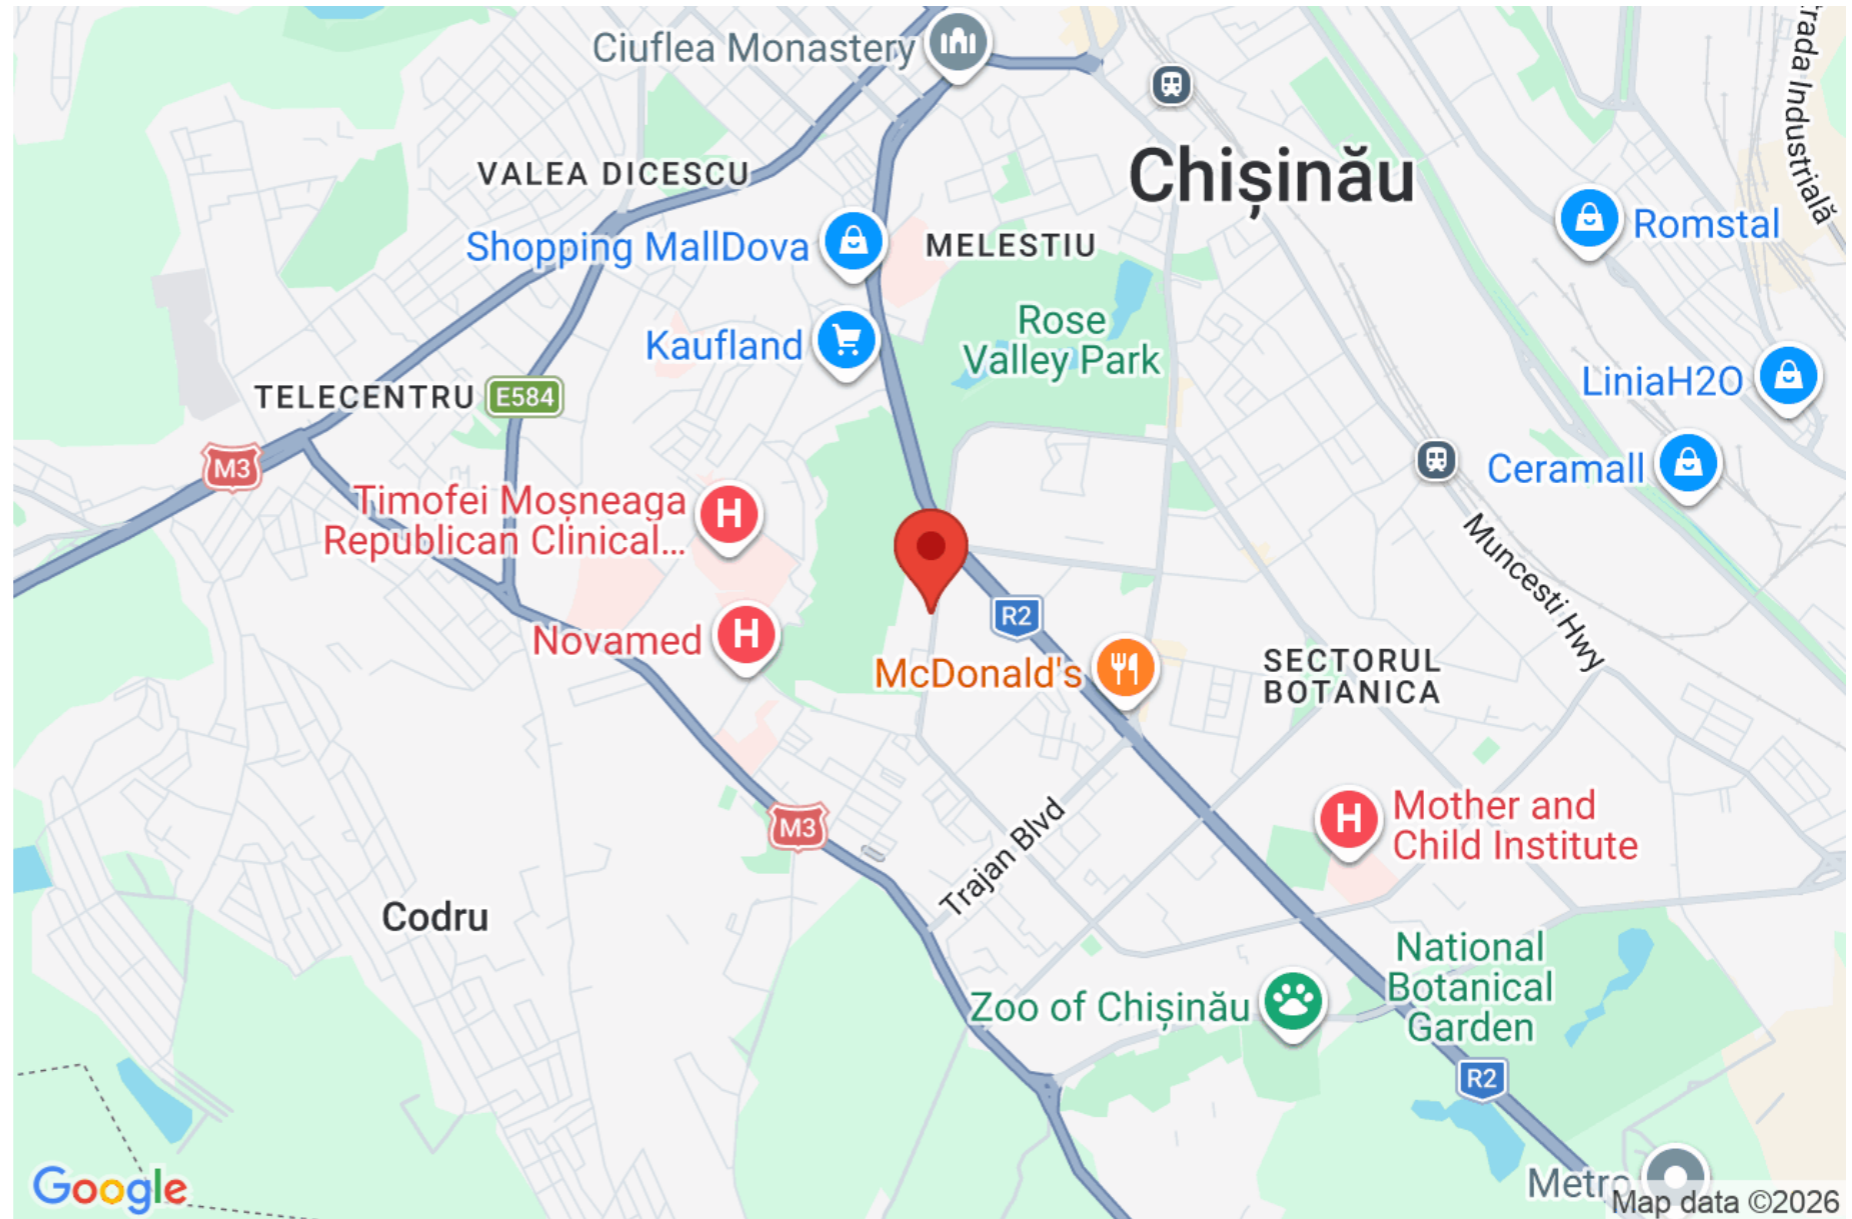 Ciuflea Monastery
Strada Industrială
Chișinău
VALEA DICESCU
Shopping MallDova
MELESTIU
Romstal
Rose
Valley Park
Kaufland
LiniaH2O
TELECENTRU
E584
M3
Ceramall
Timofei Moșneaga
Republican Clinical...
Muncesti Hwy
R2
Novamed
McDonald's
SECTORUL
BOTANICA
M3
Trajan Blvd
Mother and
Child Institute
Codru
National
Botanical
Garden
Zoo of Chișinău
R2
Metro
Google
Map data ©2026